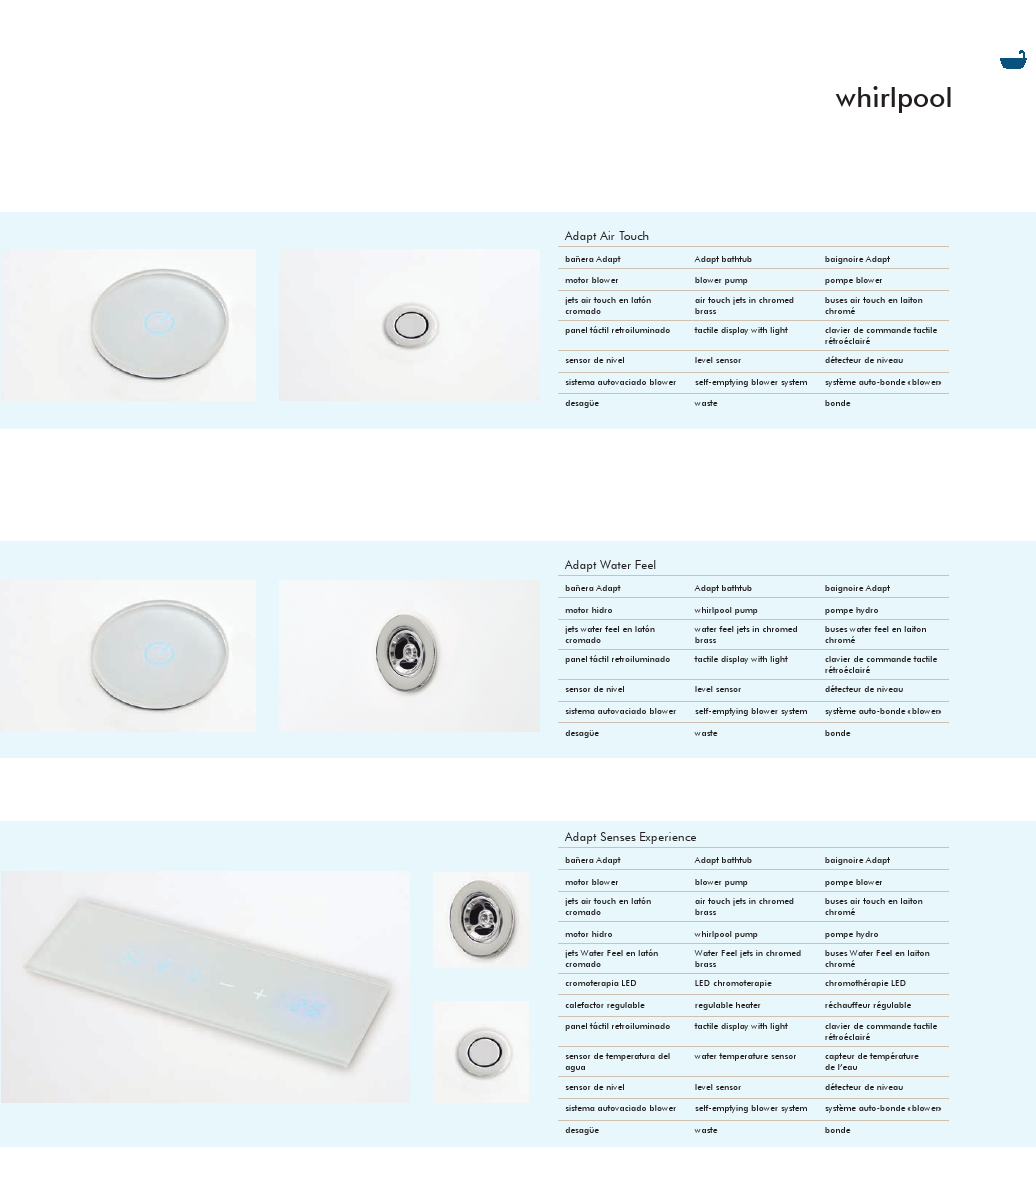 whirlpool
Adapt Air Touch
bañera Adapt Adapt bathtub baignoire Adapt
motor blower blower pump pompe blower
jets air touch en latón air touch jets in chromed buses air touch en laiton
cromado brass chromé
panel táctil retroiluminado tactile display with light clavier de commande tactile
rétroéclairé
sensor de nivel level sensor détecteur de niveau
sistema autovaciado blower self-emptying blower system système auto-bonde «blower»
desagüe waste bonde
Adapt Water Feel
bañera Adapt Adapt bathtub baignoire Adapt
motor hidro whirlpool pump pompe hydro
jets water feel en latón water feel jets in chromed buses water feel en laiton
cromado brass chromé
panel táctil retroiluminado tactile display with light clavier de commande tactile
rétroéclairé
sensor de nivel level sensor détecteur de niveau
sistema autovaciado blower self-emptying blower system système auto-bonde «blower»
desagüe waste bonde
Adapt Senses Experience
bañera Adapt Adapt bathtub baignoire Adapt
motor blower blower pump pompe blower
jets air touch en latón air touch jets in chromed buses air touch en laiton
cromado brass chromé
motor hidro whirlpool pump pompe hydro
jets Water Feel en latón Water Feel jets in chromed buses Water Feel en laiton
cromado brass chromé
cromoterapia LED LED chromoterapie chromothérapie LED
calefactor regulable regulable heater réchauffeur régulable
panel táctil retroiluminado tactile display with light clavier de commande tactile
rétroéclairé
sensor de temperatura del water temperature sensor capteur de température
agua de l'eau
sensor de nivel level sensor détecteur de niveau
sistema autovaciado blower self-emptying blower system système auto-bonde «blower»
desagüe waste bonde